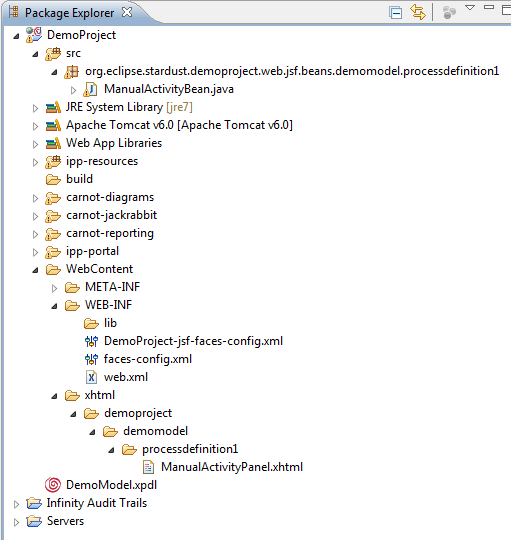 Package Explorer
DemoProject
src
org.eclipse.stardust.demoproject.web.jsf.beans.demomodel.processdefinition1
ManualActivityBean.java
JRE System Library [jre7]
Apache Tomcat v6.0 [Apache Tomcat v6.0]
Web App Libraries
ipp-resources
build
carnot-diagrams
carnot-jackrabbit
carnot-reporting
ipp-portal
WebContent
META-INF
WEB-INF
lib
DemoProject-jsf-faces-config.xml
faces-config.xml
web.xml
xhtml
demoproject
demomodel
processdefinition1
ManualActivityPanel.xhtml
DemoModel.xpdl
Infinity Audit Trails
Servers